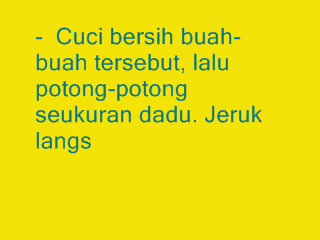 -  Cuci bersih buah-
buah tersebut, lalu
potong-potong
seukuran dadu. Jeruk
langs